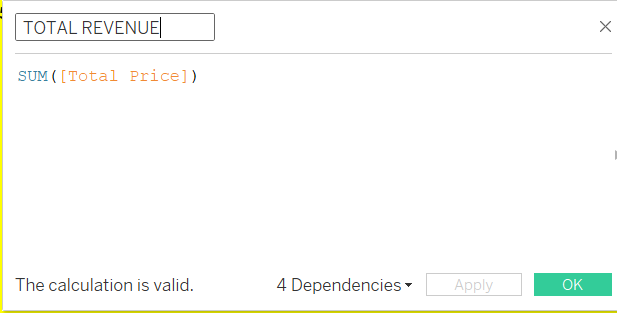 TOTAL REVENUE
SUM([Total Price])
The calculation is valid. 4 Dependencies Apply OK